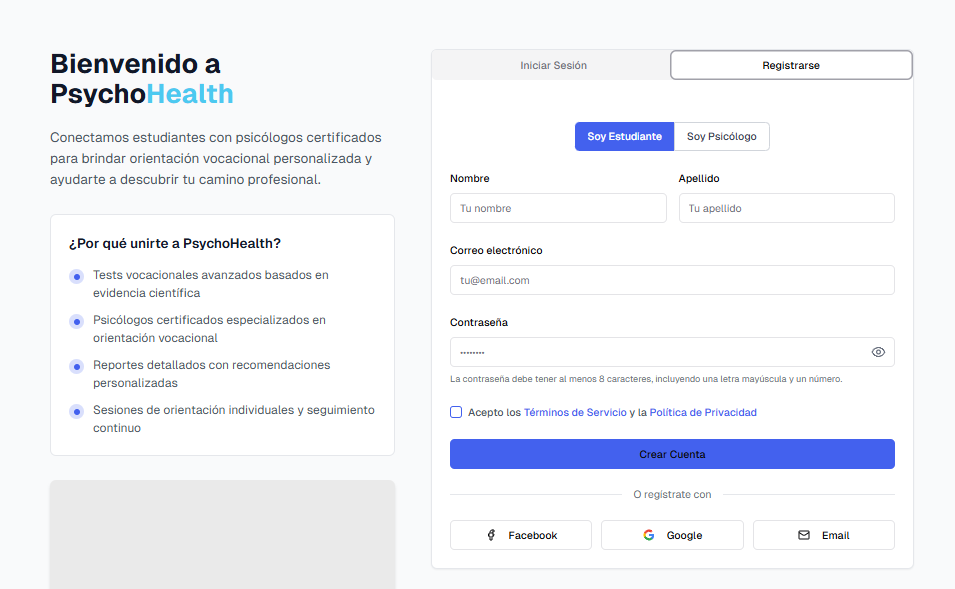 Bienvenido a
PsychoHealth
Conectamos estudiantes con psicólogos certificados
para brindar orientación vocacional personalizada y
ayudarte a descubrir tu camino profesional.
¿Por qué unirte a PsychoHealth?
Tests vocacionales avanzados basados en
evidencia científica
Psicólogos certificados especializados en
orientación vocacional
Reportes detallados con recomendaciones
personalizadas
Sesiones de orientación individuales y seguimiento
continuo
Iniciar Sesión
Registrarse
Soy Estudiante
Soy Psicólogo
Nombre
Apellido
Tu nombre
Tu apellido
Correo electrónico
tu@email.com
Contraseña
••••••••
La contraseña debe tener al menos 8 caracteres, incluyendo una letra mayúscula y un número.
Acepto los Términos de Servicio y la Política de Privacidad
Crear Cuenta
O regístrate con
Facebook
Google
Email